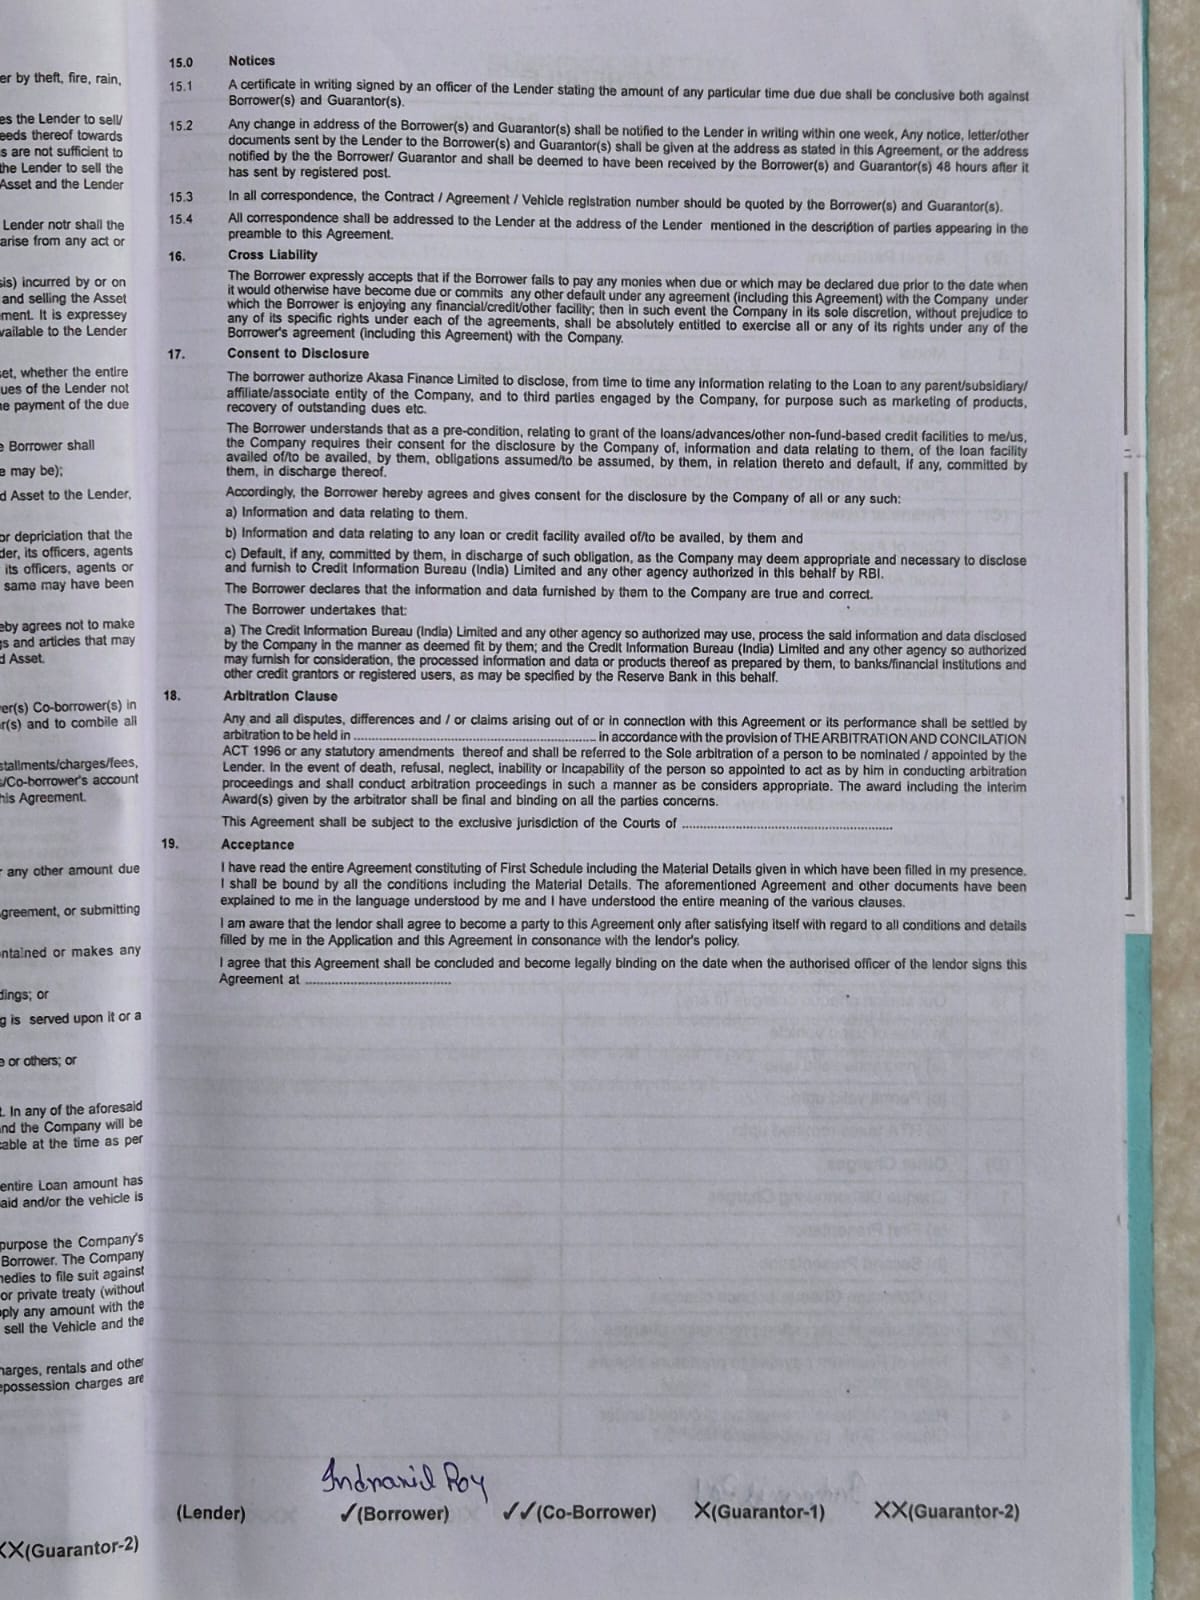 er by theft, fire, rain,
es the Lender to sell/
eeds thereof towards
s are not sufficient to
the Lender to sell the
Asset and the Lender
Lender notr shall the
arise from any act or
sis) incurred by or on
and selling the Asset
ment. It is expressey
vailable to the Lender
set, whether the entire
ues of the Lender not
he payment of the due
e Borrower shall
e may be);
d Asset to the Lender,
or depriciation that the
der, its officers, agents
its officers, agents or
same may have been
eby agrees not to make
gs and articles that may
d Asset.
ver(s) Co-borrower(s) in
r(s) and to combile all
stallments/charges/fees,
s/Co-borrower's account
his Agreement.
r any other amount due
greement, or submitting
ontained or makes any
dings; or
g is served upon it or a
e or others; or
t. In any of the aforesaid
and the Company will be
cable at the time as per
entire Loan amount has
aid and/or the vehicle is
purpose the Company's
Borrower. The Company
nedies to file suit against
or private treaty (without
pply any amount with the
sell the Vehicle and the
harges, rentals and other
epossession charges are
XX(Guarantor-2)
15.0 Notices
15.1 A certificate in writing signed by an officer of the Lender stating the amount of any particular time due due shall be conclusive both against
Borrower(s) and Guarantor(s).
15.2 Any change in address of the Borrower(s) and Guarantor(s) shall be notified to the Lender in writing within one week, Any notice, letter/other
documents sent by the Lender to the Borrower(s) and Guarantor(s) shall be given at the address as stated in this Agreement, or the address
notified by the the Borrower/ Guarantor and shall be deemed to have been received by the Borrower(s) and Guarantor(s) 48 hours after it
has sent by registered post.
15.3 In all correspondence, the Contract / Agreement / Vehicle registration number should be quoted by the Borrower(s) and Guarantor(s).
15.4 All correspondence shall be addressed to the Lender at the address of the Lender mentioned in the description of parties appearing in the
preamble to this Agreement.
16. Cross Liability
The Borrower expressly accepts that if the Borrower fails to pay any monies when due or which may be declared due prior to the date when
it would otherwise have become due or commits any other default under any agreement (including this Agreement) with the Company under
which the Borrower is enjoying any financial/credit/other facility; then in such event the Company in its sole discretion, without prejudice to
any of its specific rights under each of the agreements, shall be absolutely entitled to exercise all or any of its rights under any of the
Borrower's agreement (including this Agreement) with the Company.
17. Consent to Disclosure
The borrower authorize Akasa Finance Limited to disclose, from time to time any information relating to the Loan to any parent/subsidiary/
affiliate/associate entity of the Company, and to third parties engaged by the Company, for purpose such as marketing of products,
recovery of outstanding dues etc.
The Borrower understands that as a pre-condition, relating to grant of the loans/advances/other non-fund-based credit facilities to me/us,
the Company requires their consent for the disclosure by the Company of, information and data relating to them, of the loan facility
availed of/to be availed, by them, obligations assumed/to be assumed, by them, in relation thereto and default, if any, committed by
them, in discharge thereof.
Accordingly, the Borrower hereby agrees and gives consent for the disclosure by the Company of all or any such:
a) Information and data relating to them.
b) Information and data relating to any loan or credit facility availed of/to be availed, by them and
c) Default, if any, committed by them, in discharge of such obligation, as the Company may deem appropriate and necessary to disclose
and furnish to Credit Information Bureau (India) Limited and any other agency authorized in this behalf by RBI.
The Borrower declares that the information and data furnished by them to the Company are true and correct.
The Borrower undertakes that:
a) The Credit Information Bureau (India) Limited and any other agency so authorized may use, process the said information and data disclosed
by the Company in the manner as deemed fit by them; and the Credit Information Bureau (India) Limited and any other agency so authorized
may furnish for consideration, the processed information and data or products thereof as prepared by them, to banks/financial institutions and
other credit grantors or registered users, as may be specified by the Reserve Bank in this behalf.
18. Arbitration Clause
Any and all disputes, differences and / or claims arising out of or in connection with this Agreement or its performance shall be settled by
arbitration to be held in ........................................ in accordance with the provision of THE ARBITRATION AND CONCILATION
ACT 1996 or any statutory amendments thereof and shall be referred to the Sole arbitration of a person to be nominated / appointed by the
Lender. In the event of death, refusal, neglect, inability or Incapability of the person so appointed to act as by him in conducting arbitration
proceedings and shall conduct arbitration proceedings in such a manner as be considers appropriate. The award including the interim
Award(s) given by the arbitrator shall be final and binding on all the parties concerns.
This Agreement shall be subject to the exclusive jurisdiction of the Courts of ........................................
19. Acceptance
I have read the entire Agreement constituting of First Schedule including the Material Details given in which have been filled in my presence.
I shall be bound by all the conditions including the Material Details. The aforementioned Agreement and other documents have been
explained to me in the language understood by me and I have understood the entire meaning of the various clauses.
I am aware that the lendor shall agree to become a party to this Agreement only after satisfying itself with regard to all conditions and details
filled by me in the Application and this Agreement in consonance with the lendor's policy.
I agree that this Agreement shall be concluded and become legally binding on the date when the authorised officer of the lendor signs this
Agreement at ........................................
Indranil Roy
(Lender) ✓(Borrower) ✓✓(Co-Borrower) X(Guarantor-1) XX(Guarantor-2)